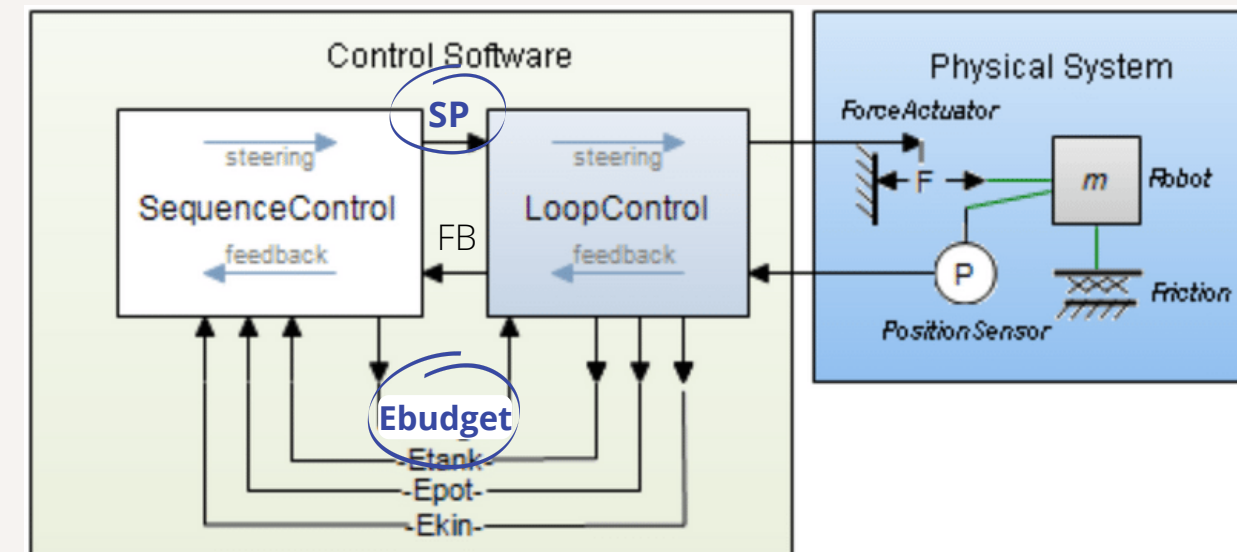 Control Software
SP
steering
SequenceControl
feedback
FB
steering
LoopControl
feedback
Ebudget
-Etank-
-Epot-
-Ekin-
Physical System
ForceActuator
F
m
Robot
P
PositionSensor
Friction